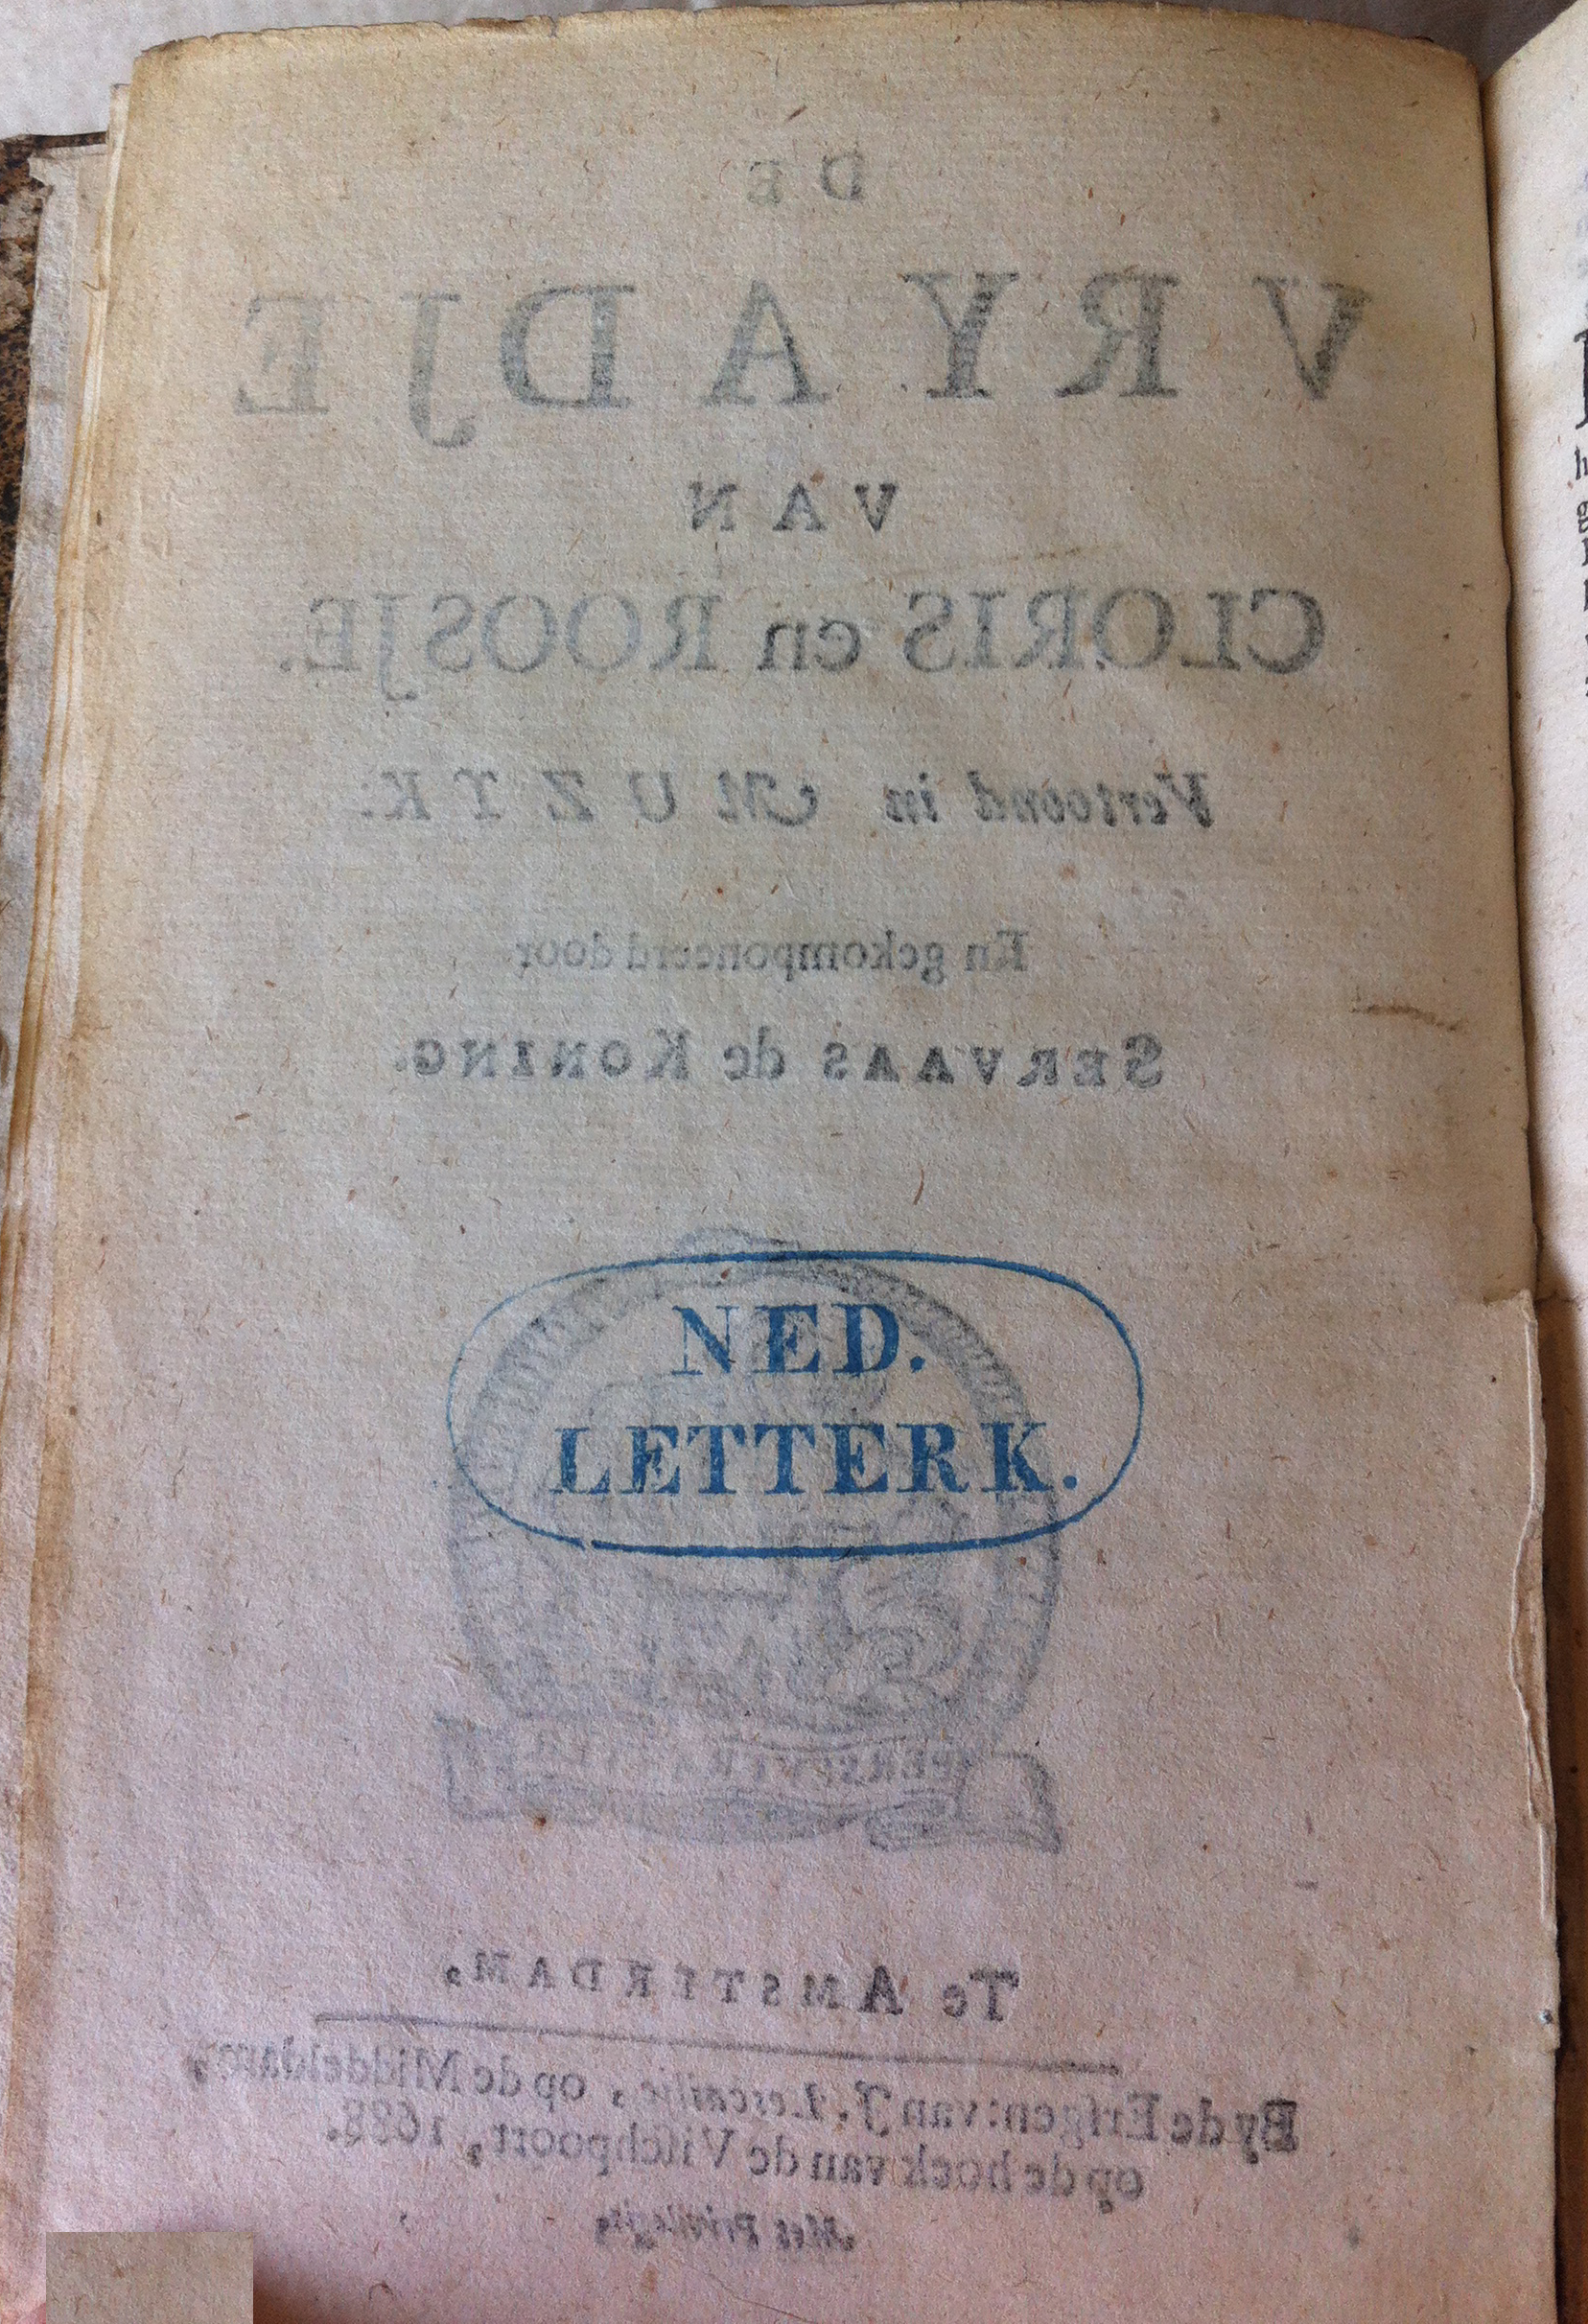 DE
VRYADJE
VAN
CLORIS en ROOSJE.
Vertoond in MUZYK.
En gekomponeerd door
SERVAAS de KONING.
NED.
LETTERK.
PERSEVERANTER
Te AMSTERDAM,
By de Erfgen: van J. Lescailje, op de Middeldam,
op de hoek van de Vischpoort, 1688.
Met Privilegie